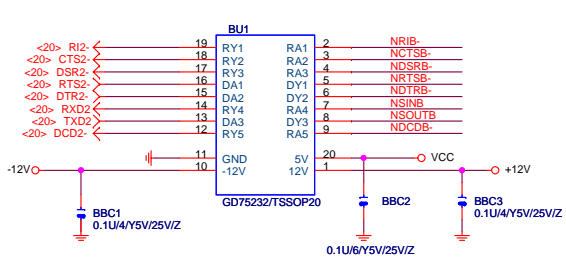 BU1
<20> RI2- 19 RY1 RA1 2 NRIB-
<20> CTS2- 18 RY2 RA2 3 NCTSB-
<20> DSR2- 17 RY3 RA3 4 NDSRB-
<20> RTS2- 16 DA1 DY1 5 NRTSB-
<20> DTR2- 15 DA2 DY2 6 NDTRB-
<20> RXD2 14 RY4 RA4 7 NSINB
<20> TXD2 13 DA3 DY3 8 NSOUTB
<20> DCD2- 12 RY5 RA5 9 NDCDB-
11 GND 5V 20 VCC
-12V 10 -12V 12V 1 +12V
GD75232/TSSOP20
BBC1
0.1U/4/Y5V/25V/Z
BBC2
0.1U/6/Y5V/25V/Z
BBC3
0.1U/4/Y5V/25V/Z